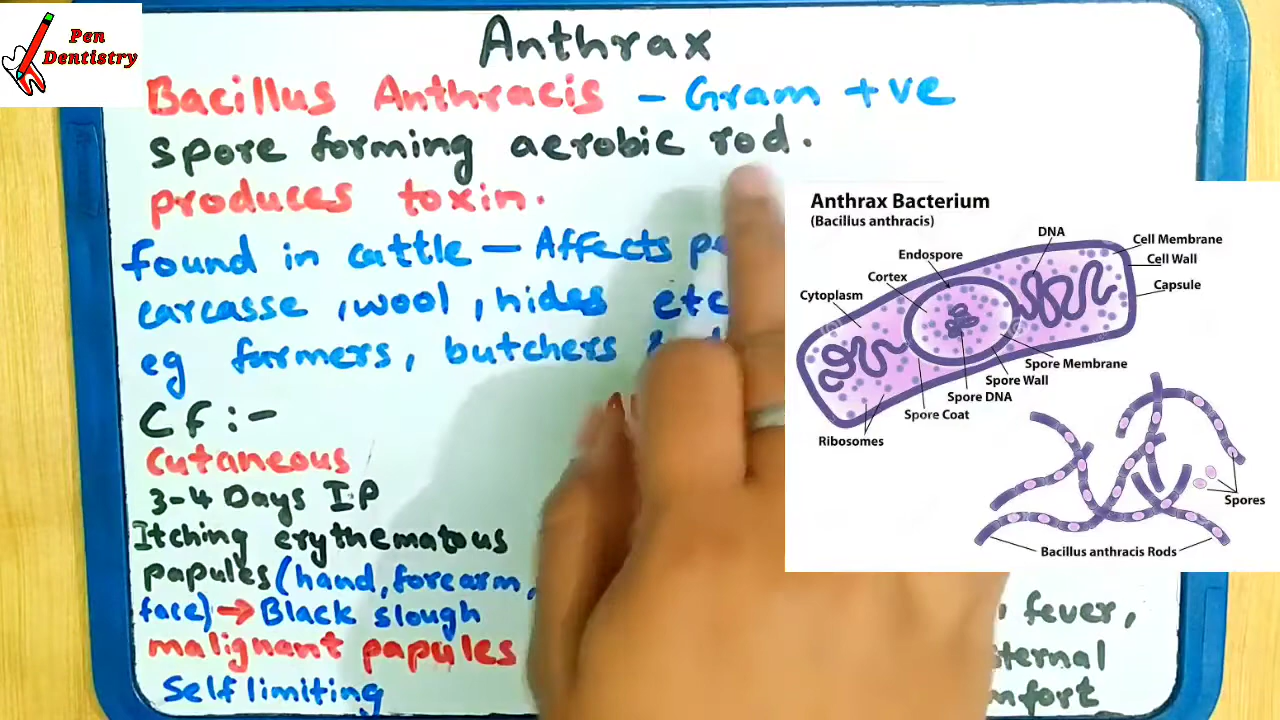 Pen
Dentistry
Anthrax
Bacillus Anthracis - Gram +ve
spore forming aerobic rod.
produces toxin.
found in cattle - Affects
carcasse, wool, hides etc
eg farmers, butchers
CF:-
Cutaneous
3-4 Days I.P
Itching erythematous
papules (hand, forearm,
face) → Black slough
malignant papules
Self limiting
fever,
Anthrax Bacterium
(Bacillus anthracis)
DNA
Cell Membrane
Endospore
Cell Wall
Cortex
Capsule
Cytoplasm
Spore Membrane
Spore Wall
Spore DNA
Spore Coat
Ribosomes
Spores
Bacillus anthracis Rods